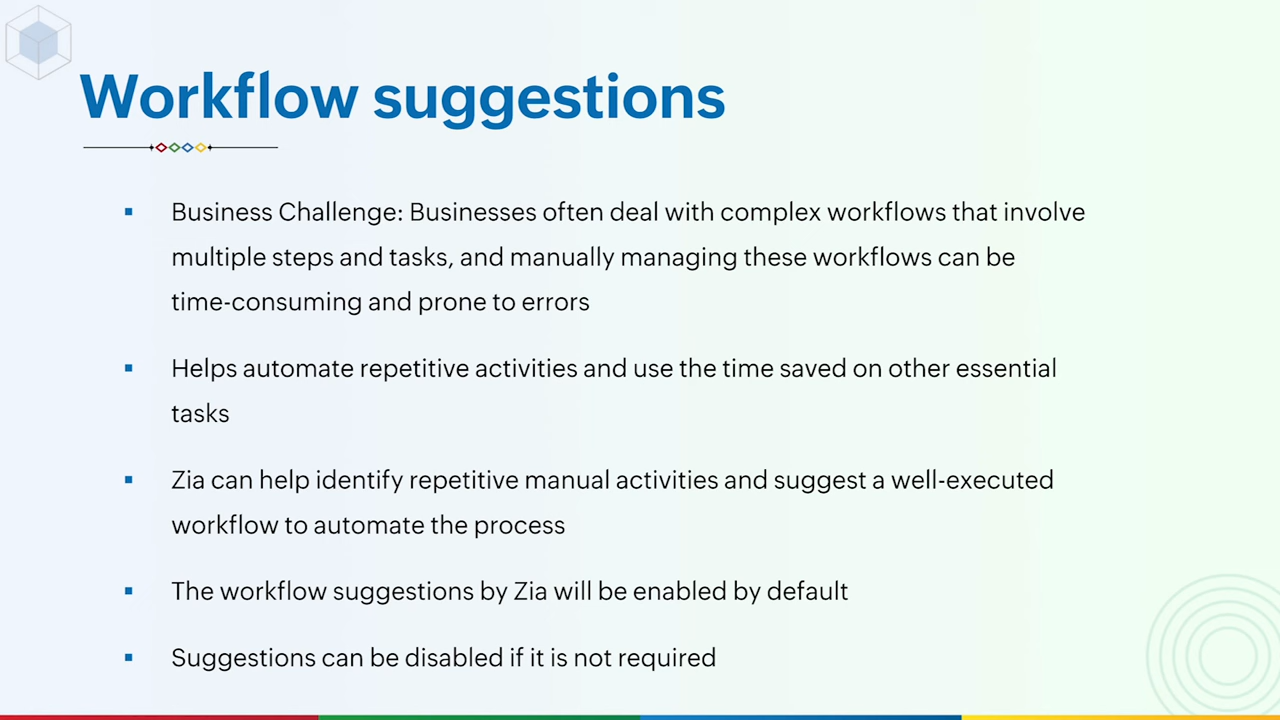 Workflow suggestions
Business Challenge: Businesses often deal with complex workflows that involve
multiple steps and tasks, and manually managing these workflows can be
time-consuming and prone to errors
Helps automate repetitive activities and use the time saved on other essential
tasks
Zia can help identify repetitive manual activities and suggest a well-executed
workflow to automate the process
The workflow suggestions by Zia will be enabled by default
Suggestions can be disabled if it is not required